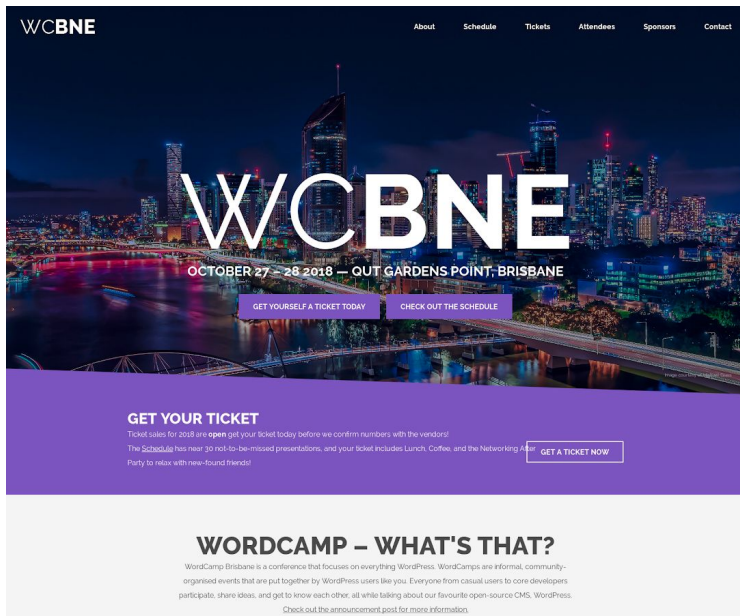 WCBNE
About Schedule Tickets Attendees Sponsors Contact
WCBNE
OCTOBER 27 – 28 2018 — QUT GARDENS POINT, BRISBANE
GET YOURSELF A TICKET TODAY
CHECK OUT THE SCHEDULE
Image courtesy of
GET YOUR TICKET
Ticket sales for 2018 are open get your ticket today before we confirm numbers with the vendors!
The Schedule has near 30 not-to-be-missed presentations, and your ticket includes Lunch, Coffee, and the Networking After
Party to relax with new-found friends!
GET A TICKET NOW
WORDCAMP – WHAT'S THAT?
WordCamp Brisbane is a conference that focuses on everything WordPress. WordCamps are informal, community-
organised events that are put together by WordPress users like you. Everyone from casual users to core developers
participate, share ideas, and get to know each other, all while talking about our favourite open-source CMS, WordPress.
Check out the announcement post for more information.